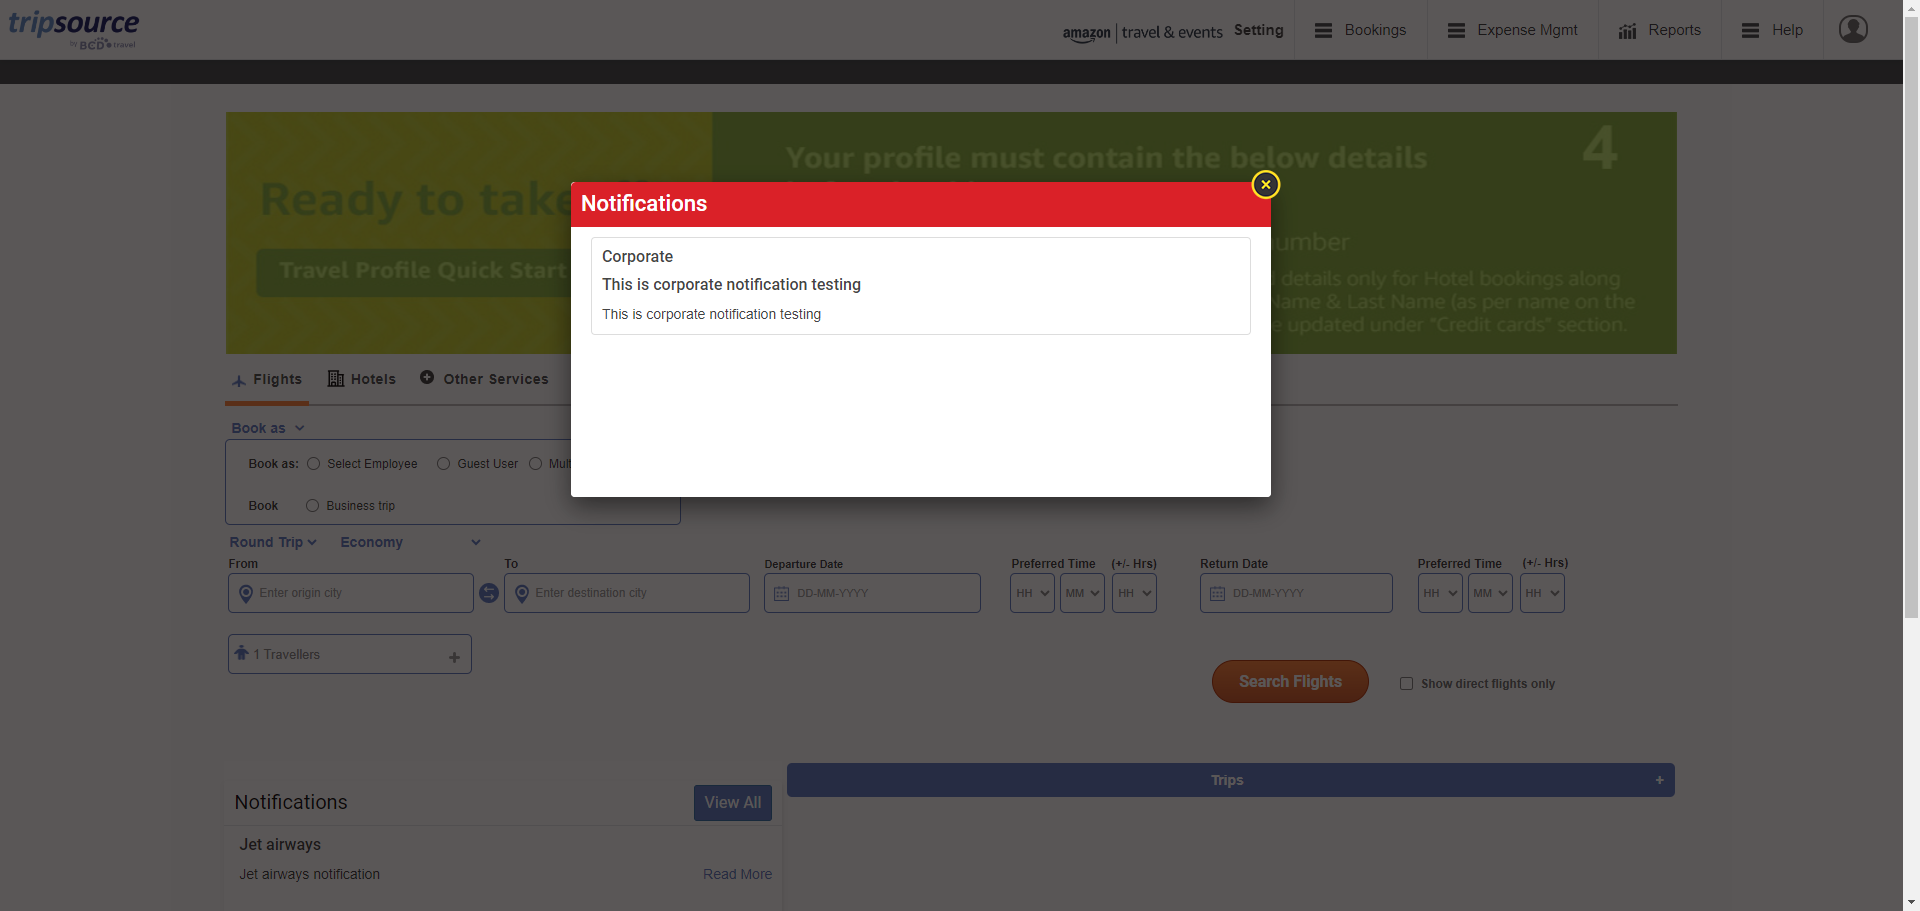 tripsource
by BCD travel
amazon | travel & events
Setting
Bookings
Expense Mgmt
Reports
Help
Your profile must contain the below details
4
Ready to take
Travel Profile Quick Start
Notifications
Corporate
This is corporate notification testing
This is corporate notification testing
umber
details only for Hotel bookings along
Name & Last Name (as per name on the
e updated under "Credit cards" section.
Flights
Hotels
Other Services
Book as
Book as:
Select Employee
Guest User
Mult
Book
Business trip
Round Trip
Economy
From
To
Departure Date
Preferred Time
(+/- Hrs)
Return Date
Preferred Time
(+/- Hrs)
Enter origin city
Enter destination city
DD-MM-YYYY
HH
MM
HH
DD-MM-YYYY
HH
MM
HH
1 Travellers
+
Search Flights
Show direct flights only
Trips
+
Notifications
View All
Jet airways
Jet airways notification
Read More